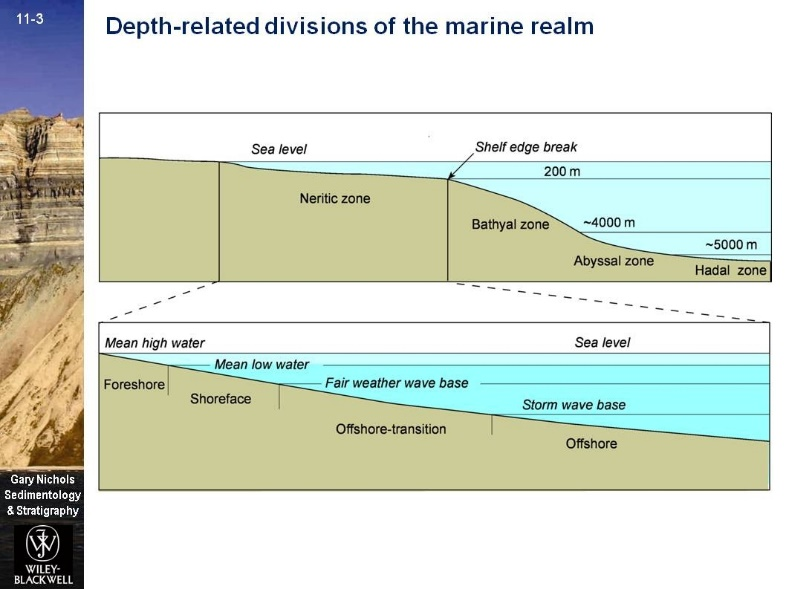 11-3
Depth-related divisions of the marine realm
Sea level
Shelf edge break
200 m
Neritic zone
Bathyal zone
~4000 m
~5000 m
Abyssal zone
Hadal zone
Mean high water
Sea level
Mean low water
Foreshore
Fair weather wave base
Shoreface
Storm wave base
Offshore-transition
Offshore
Gary Nichols
Sedimentology
& Stratigraphy
WILEY-
BLACKWELL